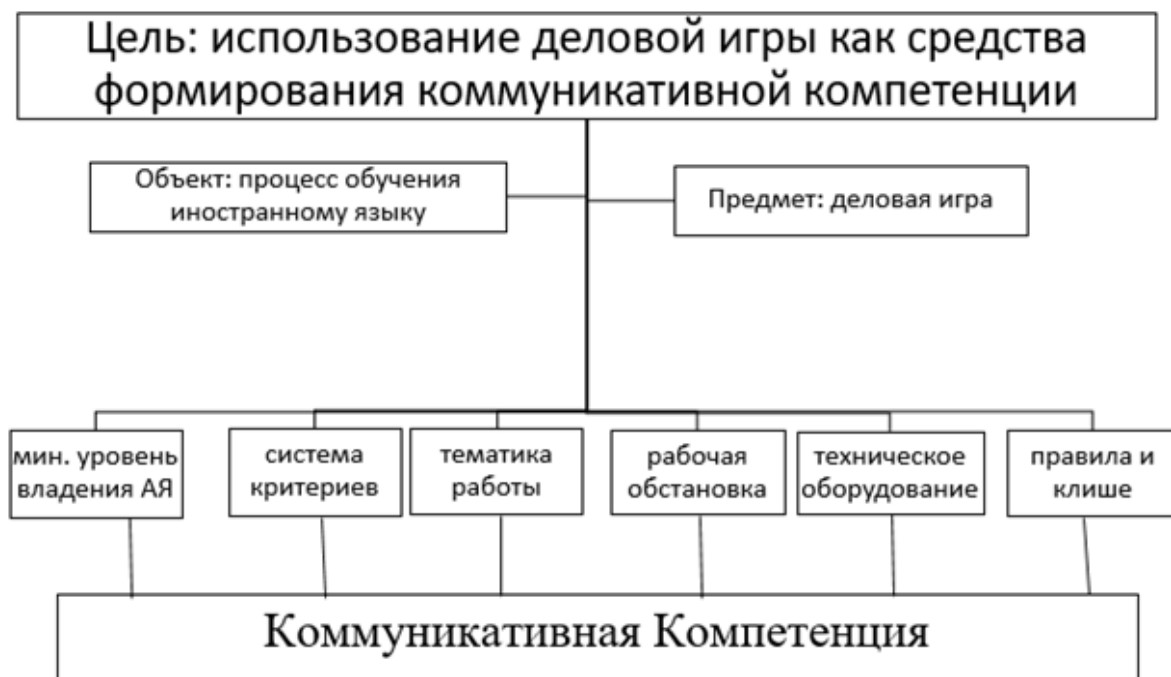 Цель: использование деловой игры как средства
формирования коммуникативной компетенции
Объект: процесс обучения
иностранному языку
Предмет: деловая игра
мин. уровень
владения АЯ
система
критериев
тематика
работы
рабочая
обстановка
техническое
оборудование
правила и
клише
Коммуникативная Компетенция